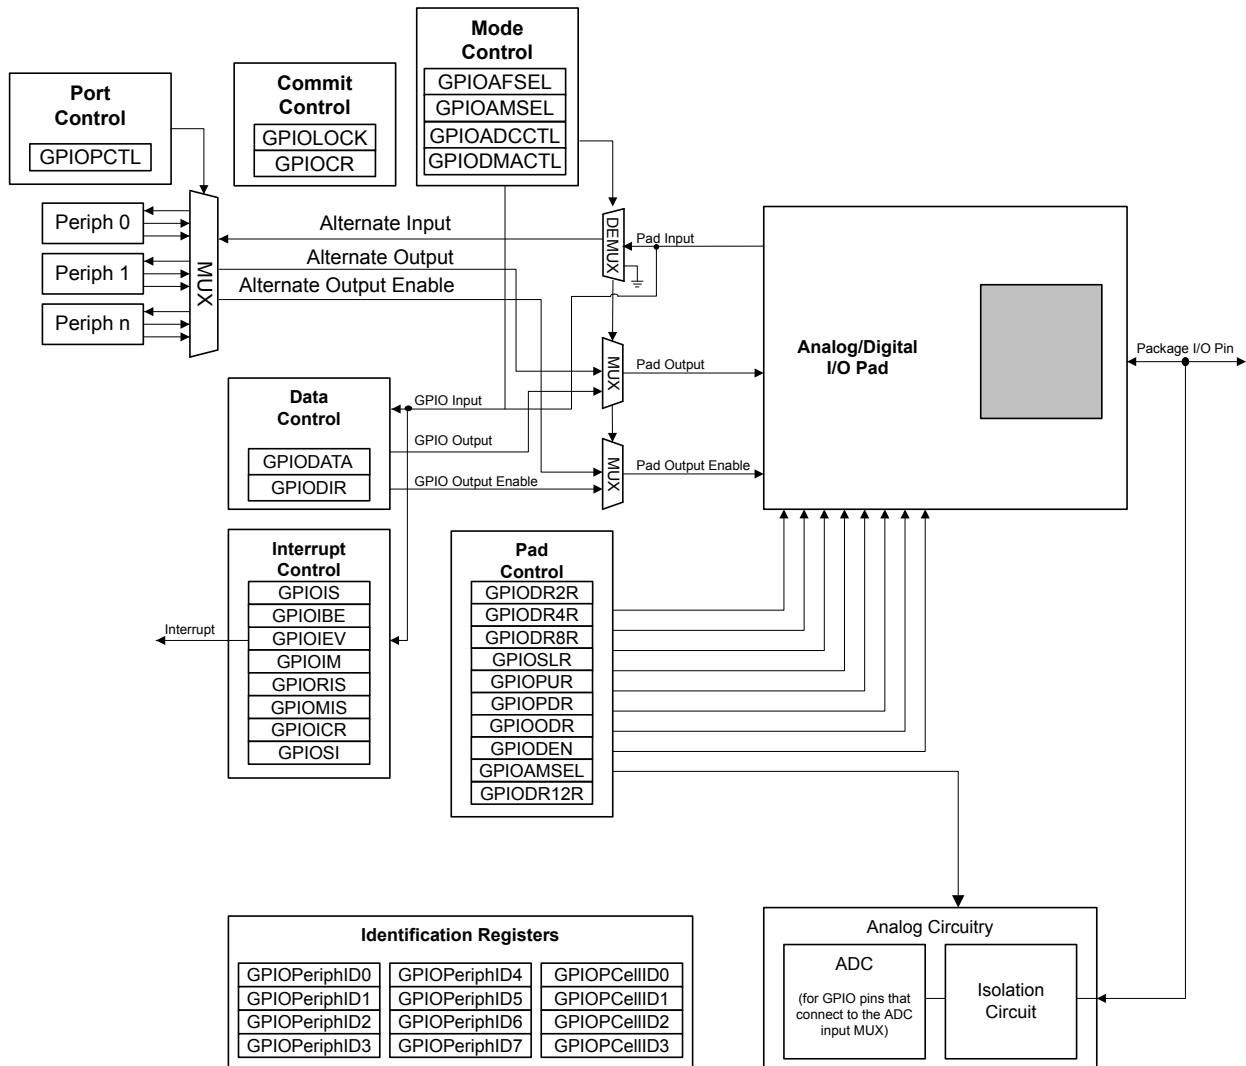 Mode
Control
GPIOAFSEL
GPIOAMSEL
GPIOADCCTL
GPIODMACTL
Commit
Control
GPIOLOCK
GPIOCR
Port
Control
GPIOPCTL
Periph 0
Periph 1
Periph n
MUX
Alternate Input
Alternate Output
Alternate Output Enable
DEMUX
Pad Input
MUX
Pad Output
MUX
Pad Output Enable
Analog/Digital
I/O Pad
Package I/O Pin
Data
Control
GPIODATA
GPIODIR
GPIO Input
GPIO Output
GPIO Output Enable
Interrupt
Control
GPIOIS
GPIOIBE
GPIOIEV
GPIOIM
GPIORIS
GPIOMIS
GPIOICR
GPIOSI
Interrupt
Pad
Control
GPIODR2R
GPIODR4R
GPIODR8R
GPIOSLR
GPIOPUR
GPIOPDR
GPIOODR
GPIODEN
GPIOAMSEL
GPIODR12R
Identification Registers
GPIOPeriphID0
GPIOPeriphID1
GPIOPeriphID2
GPIOPeriphID3
GPIOPeriphID4
GPIOPeriphID5
GPIOPeriphID6
GPIOPeriphID7
GPIOPCellID0
GPIOPCellID1
GPIOPCellID2
GPIOPCellID3
Analog Circuitry
ADC
(for GPIO pins that
connect to the ADC
input MUX)
Isolation
Circuit